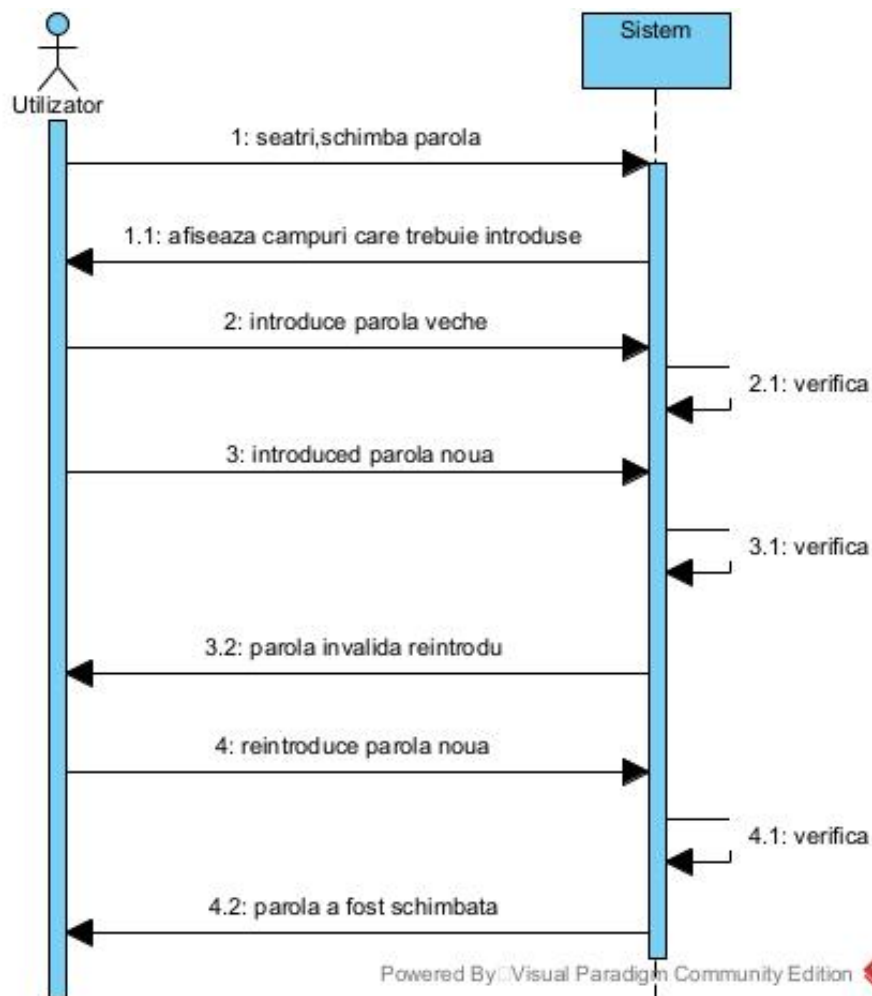 Sistem
Utilizator
1: seatri,schimba parola
1.1: afiseaza campuri care trebuie introduse
2: introduce parola veche
2.1: verifica
3: introduced parola noua
3.1: verifica
3.2: parola invalida reintrodu
4: reintroduce parola noua
4.1: verifica
4.2: parola a fost schimbata
Powered By Visual Paradigm Community Edition